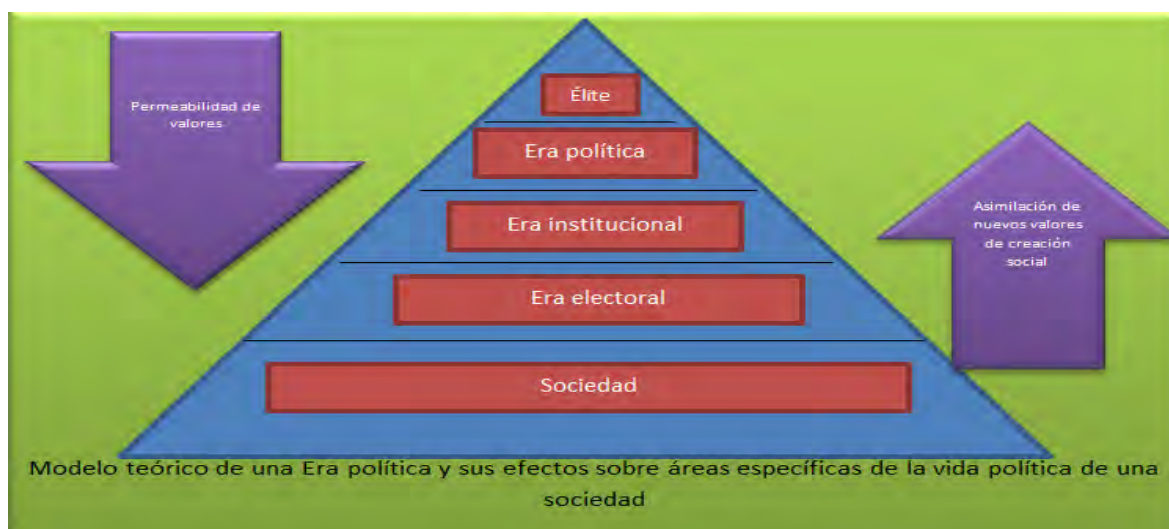 Permeabilidad de
valores
Élite
Era política
Era institucional
Era electoral
Sociedad
Asimilación de
nuevos valores
de creación
social
Modelo teórico de una Era política y sus efectos sobre áreas específicas de la vida política de una
sociedad